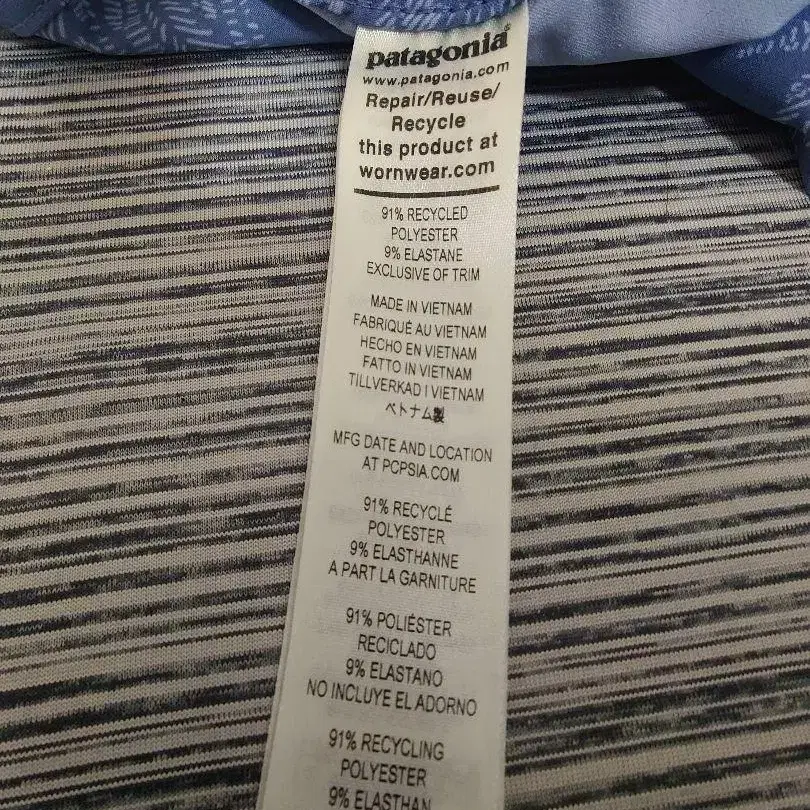 patagonia®
www.patagonia.com
Repair/Reuse/
Recycle
this product at
wornwear.com
91% RECYCLED
POLYESTER
9% ELASTANE
EXCLUSIVE OF TRIM
MADE IN VIETNAM
FABRIQUÉ AU VIETNAM
HECHO EN VIETNAM
FATTO IN VIETNAM
TILLVERKAD I VIETNAM
ベトナム製
MFG DATE AND LOCATION
AT PCPSIA.COM
91% RECYCLÉ
POLYESTER
9% ELASTHANNE
A PART LA GARNITURE
91% POLIÉSTER
RECICLADO
9% ELASTANO
NO INCLUYE EL ADORNO
91% RECYCLING
POLYESTER
9% ELASTHAN